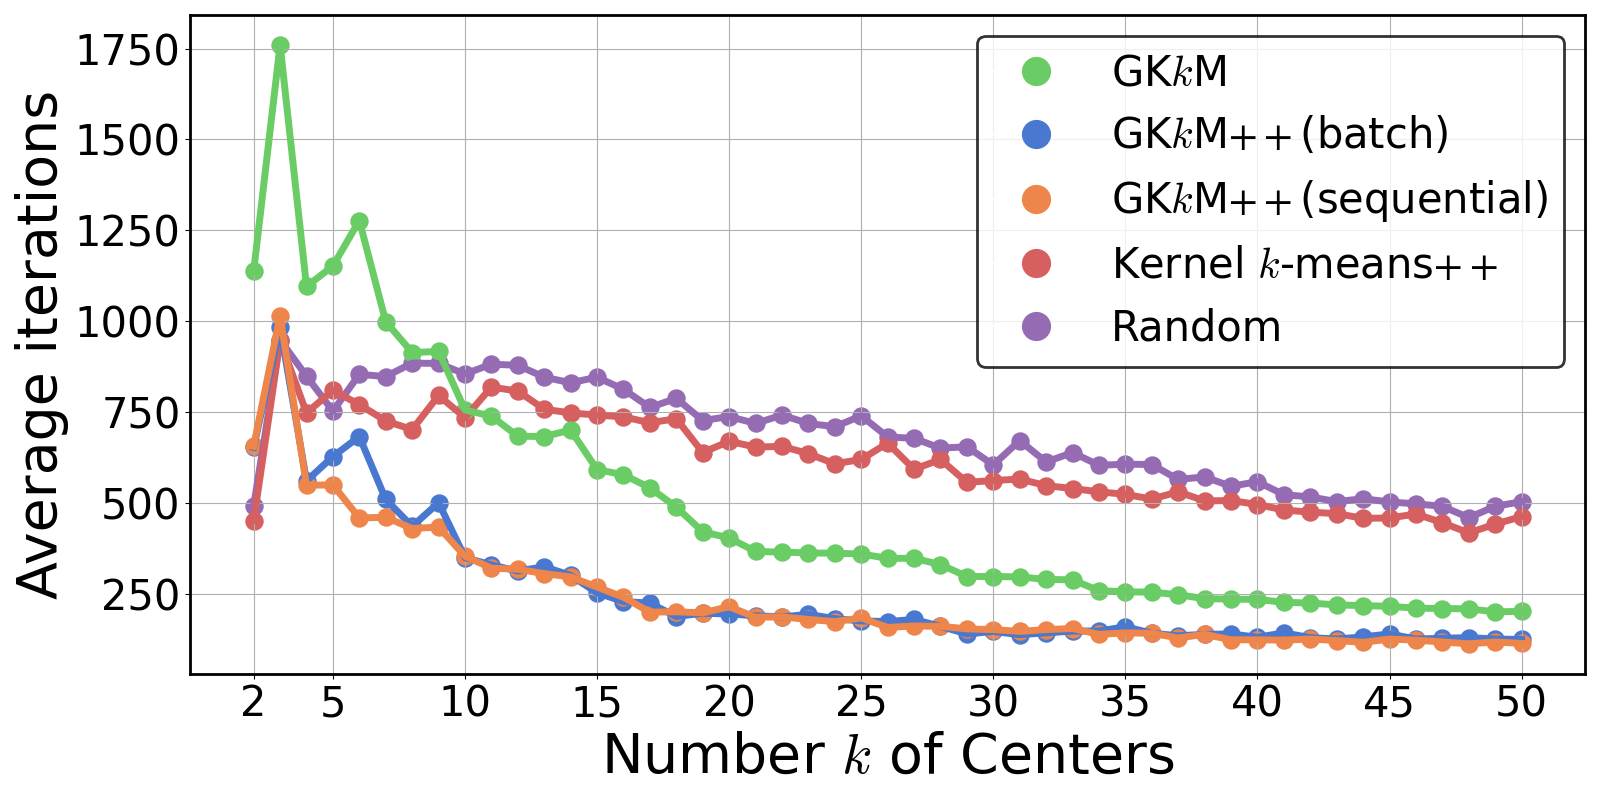 1750
1500
1250
1000
750
500
250
Average iterations
GKkM
GKkM++(batch)
GKkM++(sequential)
Kernel k-means++
Random
2 5 10 15 20 25 30 35 40 45 50
Number k of Centers